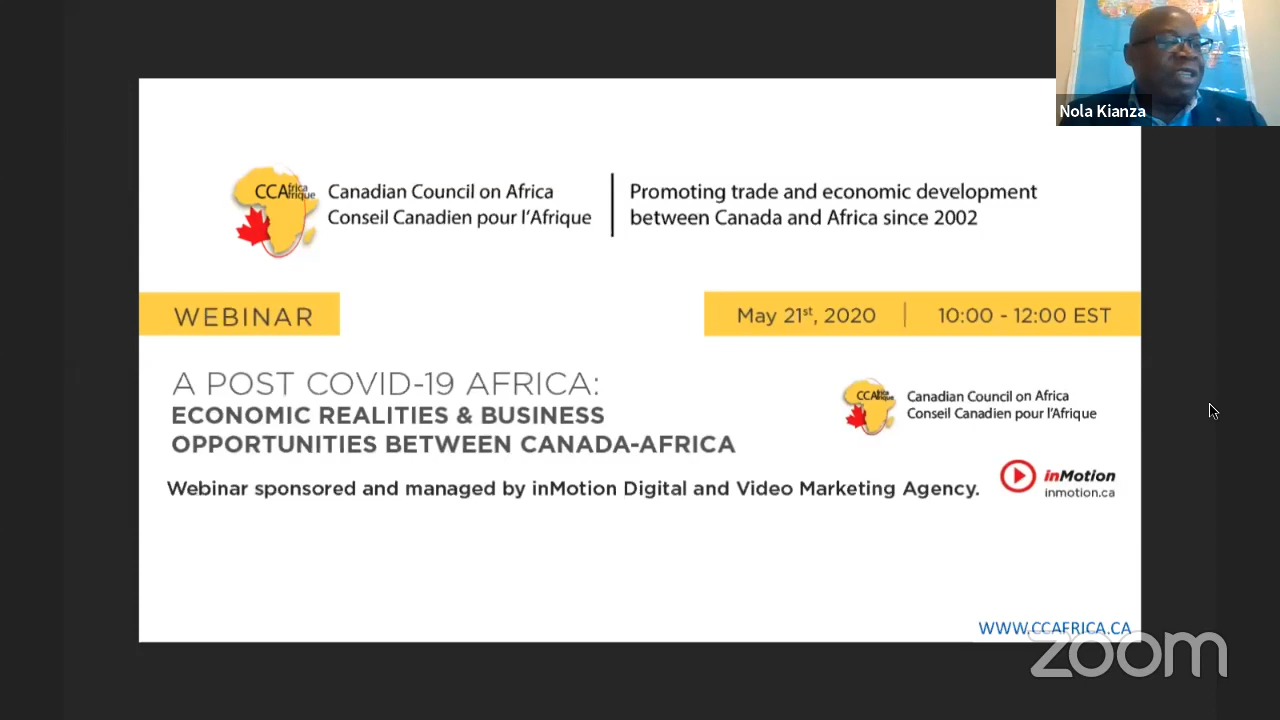 Nola Kianza
CCAfrica
frique
Canadian Council on Africa
Conseil Canadien pour l'Afrique
Promoting trade and economic development
between Canada and Africa since 2002
WEBINAR
May 21st, 2020 | 10:00 - 12:00 EST
A POST COVID-19 AFRICA:
ECONOMIC REALITIES & BUSINESS
OPPORTUNITIES BETWEEN CANADA-AFRICA
CCAfrica
frique
Canadian Council on Africa
Conseil Canadien pour l'Afrique
Webinar sponsored and managed by inMotion Digital and Video Marketing Agency.
inMotion
inmotion.ca
WWW.CCAFRICA.CA
zoom